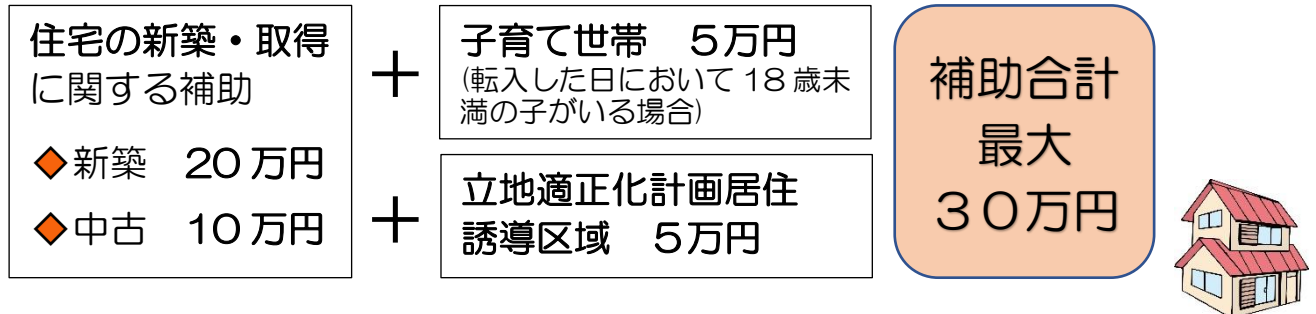 住宅の新築・取得
に関する補助
◆新築　20万円
◆中古　10万円
＋
子育て世帯　５万円
(転入した日において18歳未
満の子がいる場合)
＋
立地適正化計画居住
誘導区域　５万円
補助合計
最大
３０万円